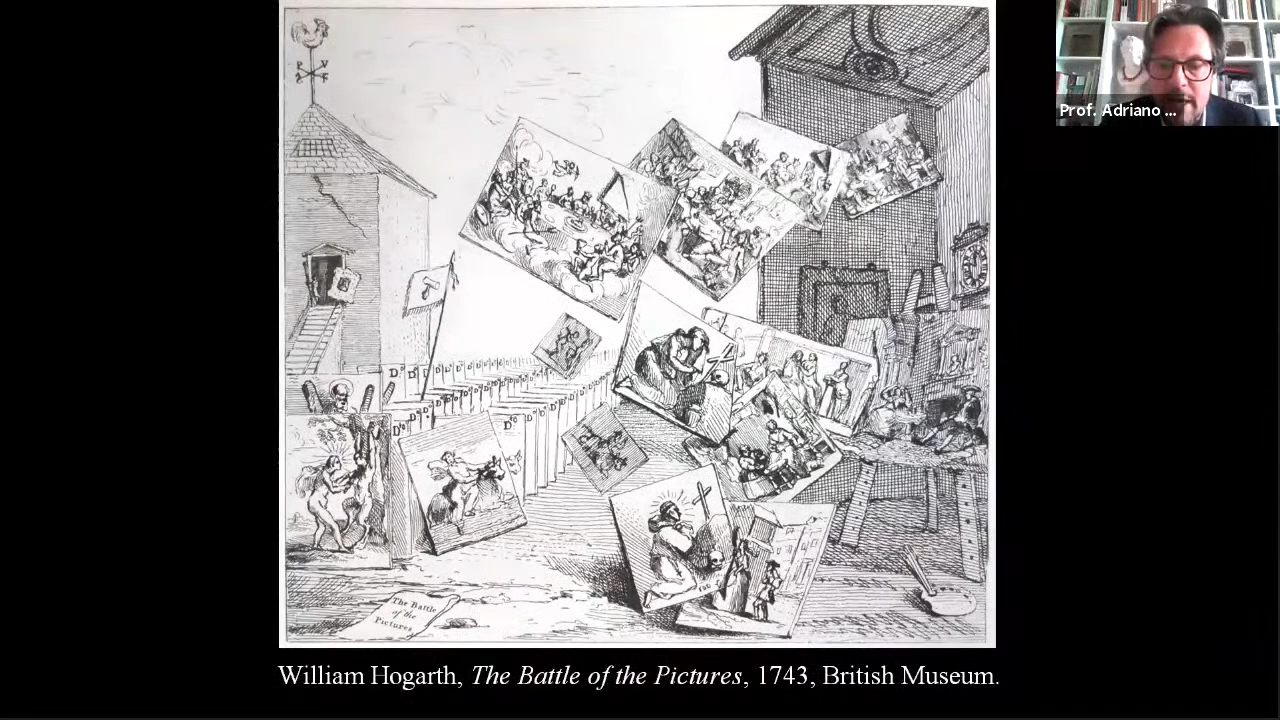 Prof. Adriano ...
P V
The Battle
of the
Pictures
William Hogarth, The Battle of the Pictures, 1743, British Museum.